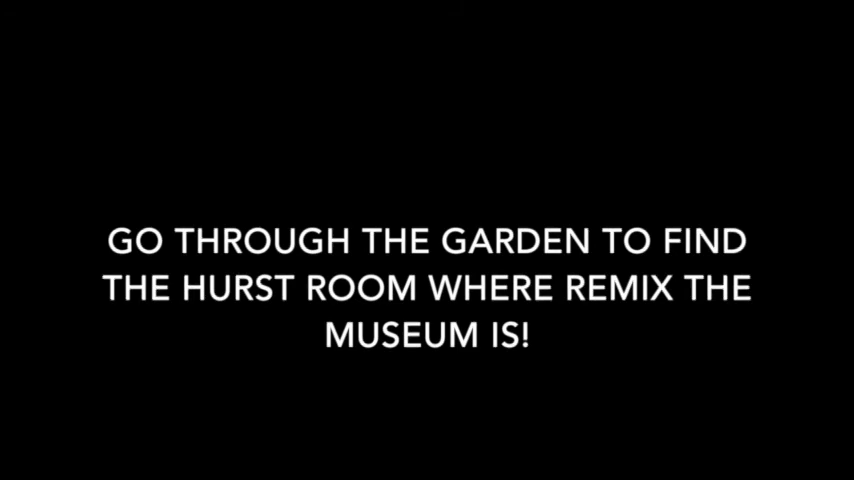 GO THROUGH THE GARDEN TO FIND
THE HURST ROOM WHERE REMIX THE
MUSEUM IS!